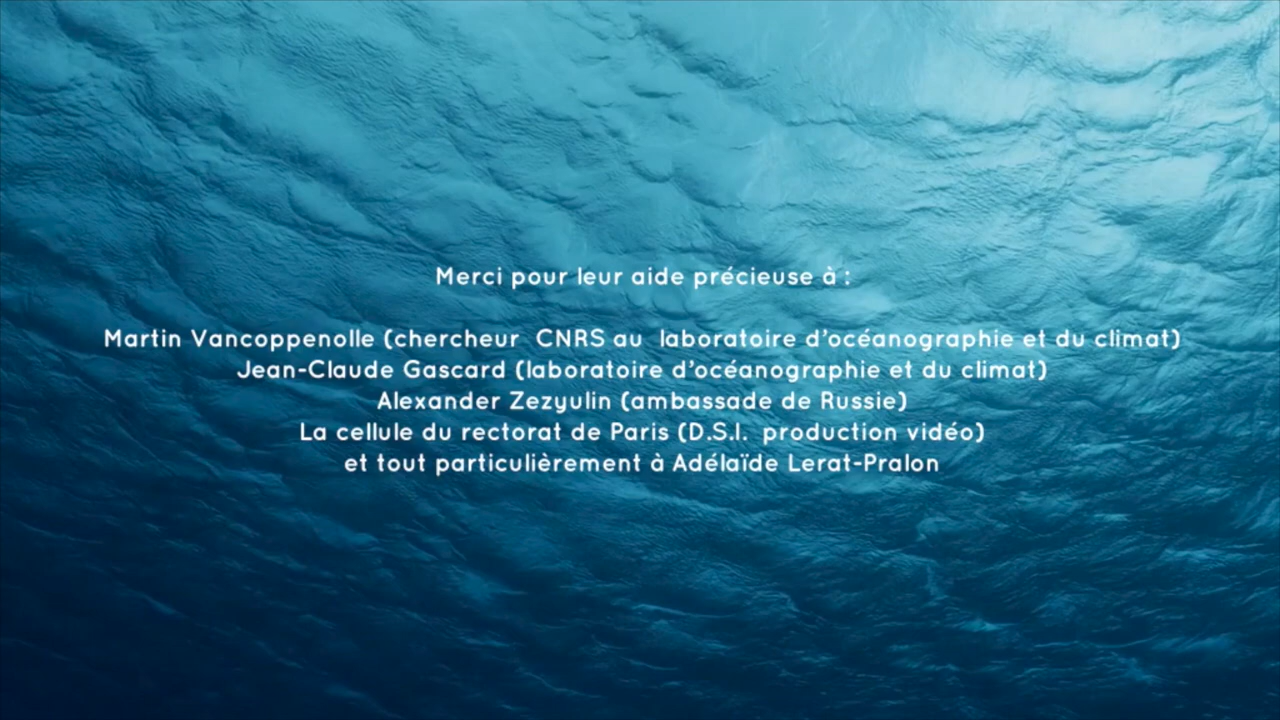 Merci pour leur aide précieuse à :
Martin Vancoppenolle (chercheur  CNRS au  laboratoire d’océanographie et du climat)
Jean-Claude Gascard (laboratoire d’océanographie et du climat)
Alexander Zezyulin (ambassade de Russie)
La cellule du rectorat de Paris (D.S.I.  production vidéo)
et tout particulièrement à Adélaïde Lerat-Pralon